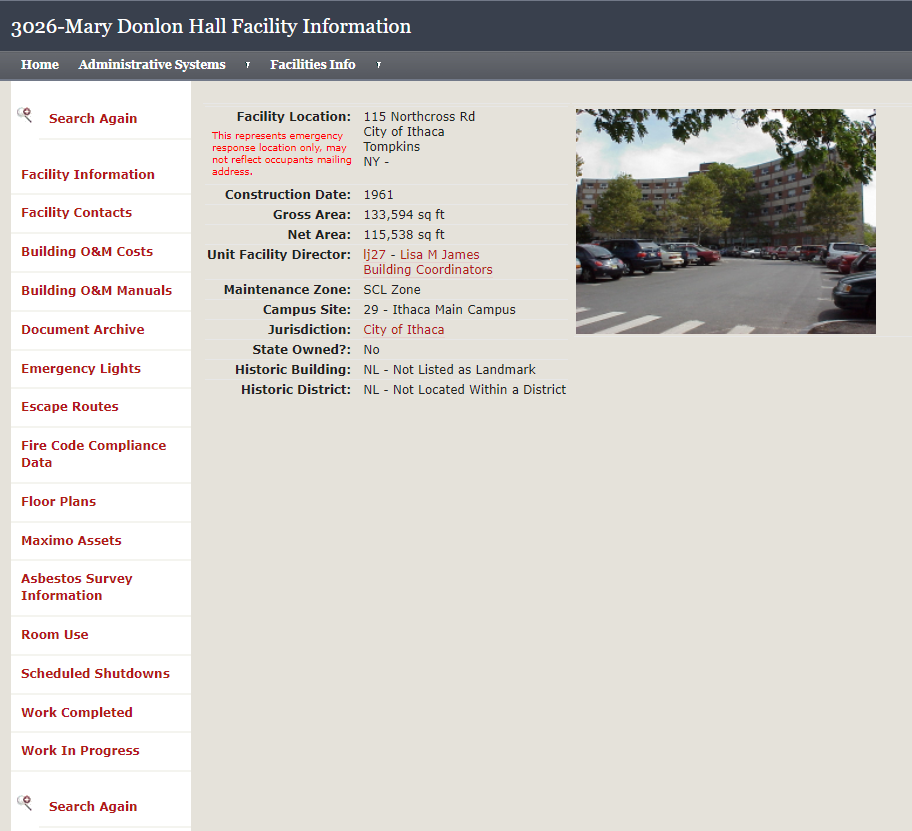 3026-Mary Donlon Hall Facility Information
Home Administrative Systems Facilities Info
Search Again
Facility Information
Facility Contacts
Building O&M Costs
Building O&M Manuals
Document Archive
Emergency Lights
Escape Routes
Fire Code Compliance
Data
Floor Plans
Maximo Assets
Asbestos Survey
Information
Room Use
Scheduled Shutdowns
Work Completed
Work In Progress
Search Again
Facility Location: 115 Northcross Rd
City of Ithaca
Tompkins
NY -
This represents emergency
response location only, may
not reflect occupants mailing
address.
Construction Date: 1961
Gross Area: 133,594 sq ft
Net Area: 115,538 sq ft
Unit Facility Director: lj27 - Lisa M James
Building Coordinators
Maintenance Zone: SCL Zone
Campus Site: 29 - Ithaca Main Campus
Jurisdiction: City of Ithaca
State Owned?: No
Historic Building: NL - Not Listed as Landmark
Historic District: NL - Not Located Within a District